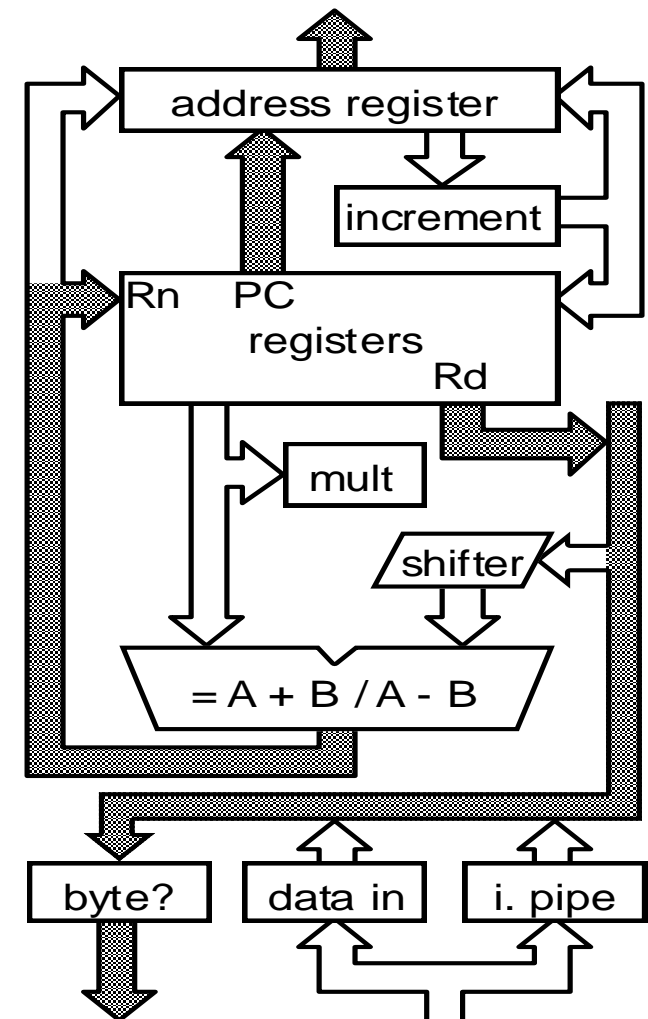 address register
increment
Rn PC
registers
Rd
mult
shifter
= A + B / A - B
byte? data in i. pipe